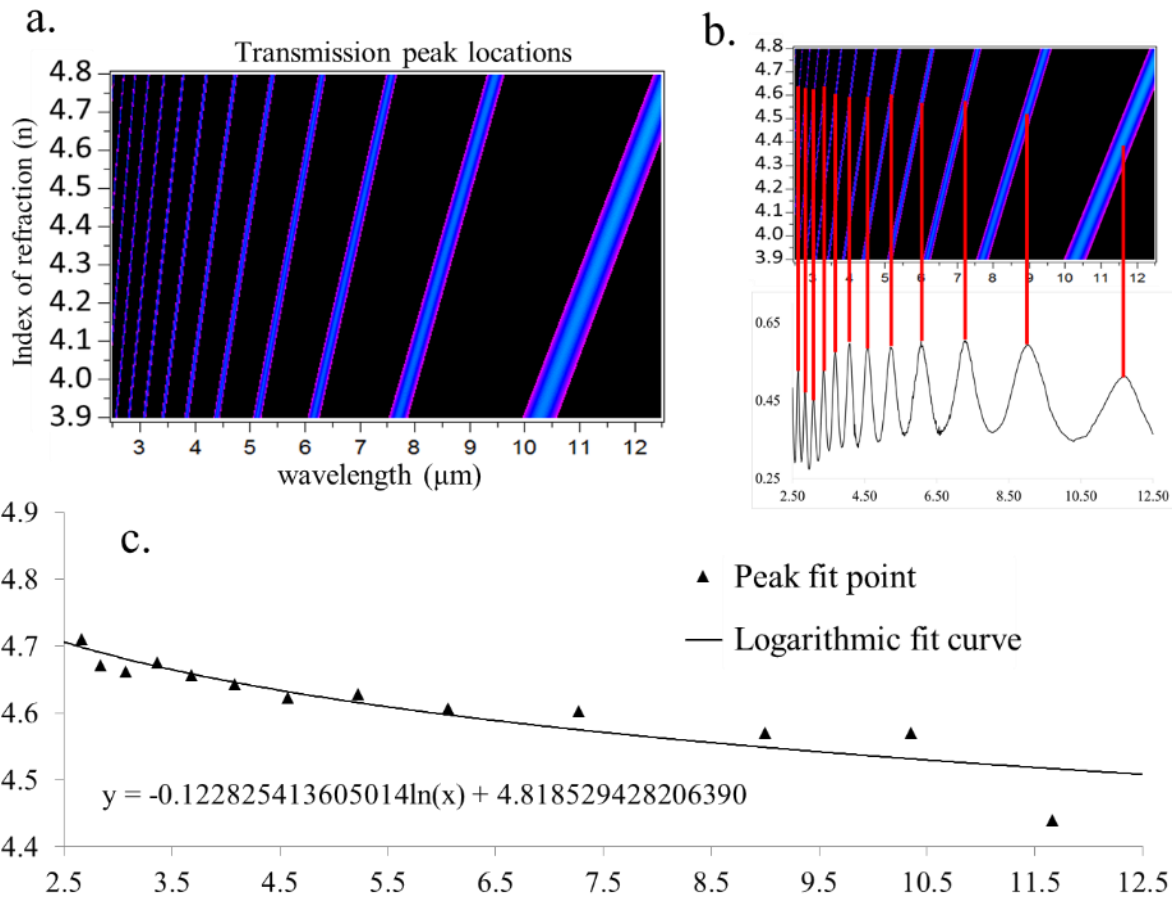 a.
Transmission peak locations
4.8
4.7
4.6
4.5
4.4
4.3
4.2
4.1
4.0
3.9
Index of refraction (n)
3 4 5 6 7 8 9 10 11 12
wavelength (μm)
b.
4.8
4.7
4.6
4.5
4.4
4.3
4.2
4.1
4.0
3.9
3 4 5 6 7 8 9 10 11 12
0.65
0.45
0.25
2.50 4.50 6.50 8.50 10.50 12.50
c.
4.9
4.8
4.7
4.6
4.5
4.4
Peak fit point
Logarithmic fit curve
y = -0.122825413605014ln(x) + 4.818529428206390
2.5 3.5 4.5 5.5 6.5 7.5 8.5 9.5 10.5 11.5 12.5